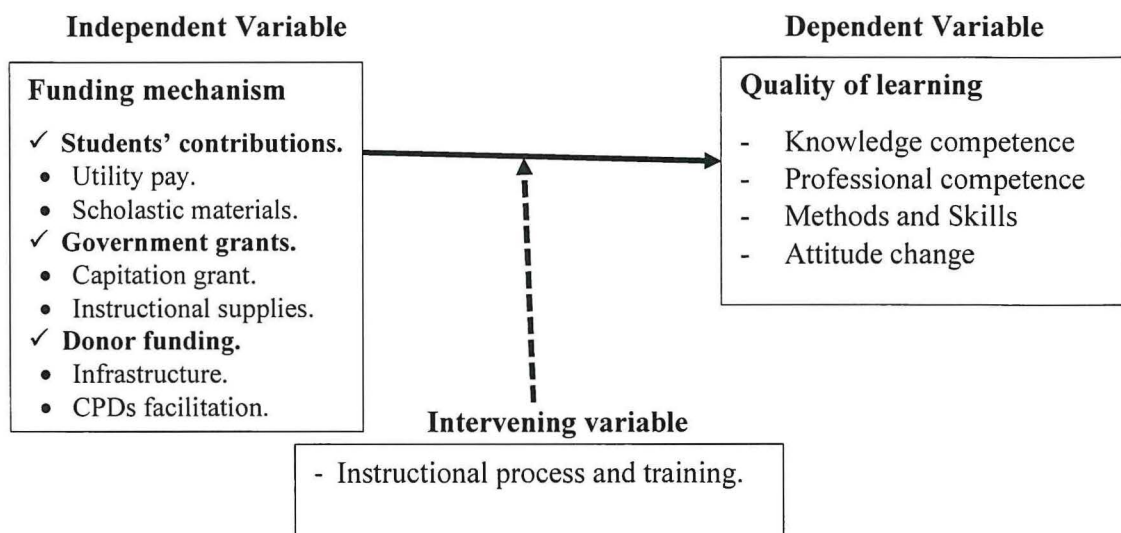 Independent Variable
Funding mechanism
✓ Students’ contributions.
• Utility pay.
• Scholastic materials.
✓ Government grants.
• Capitation grant.
• Instructional supplies.
✓ Donor funding.
• Infrastructure.
• CPDs facilitation.
Dependent Variable
Quality of learning
- Knowledge competence
- Professional competence
- Methods and Skills
- Attitude change
Intervening variable
- Instructional process and training.